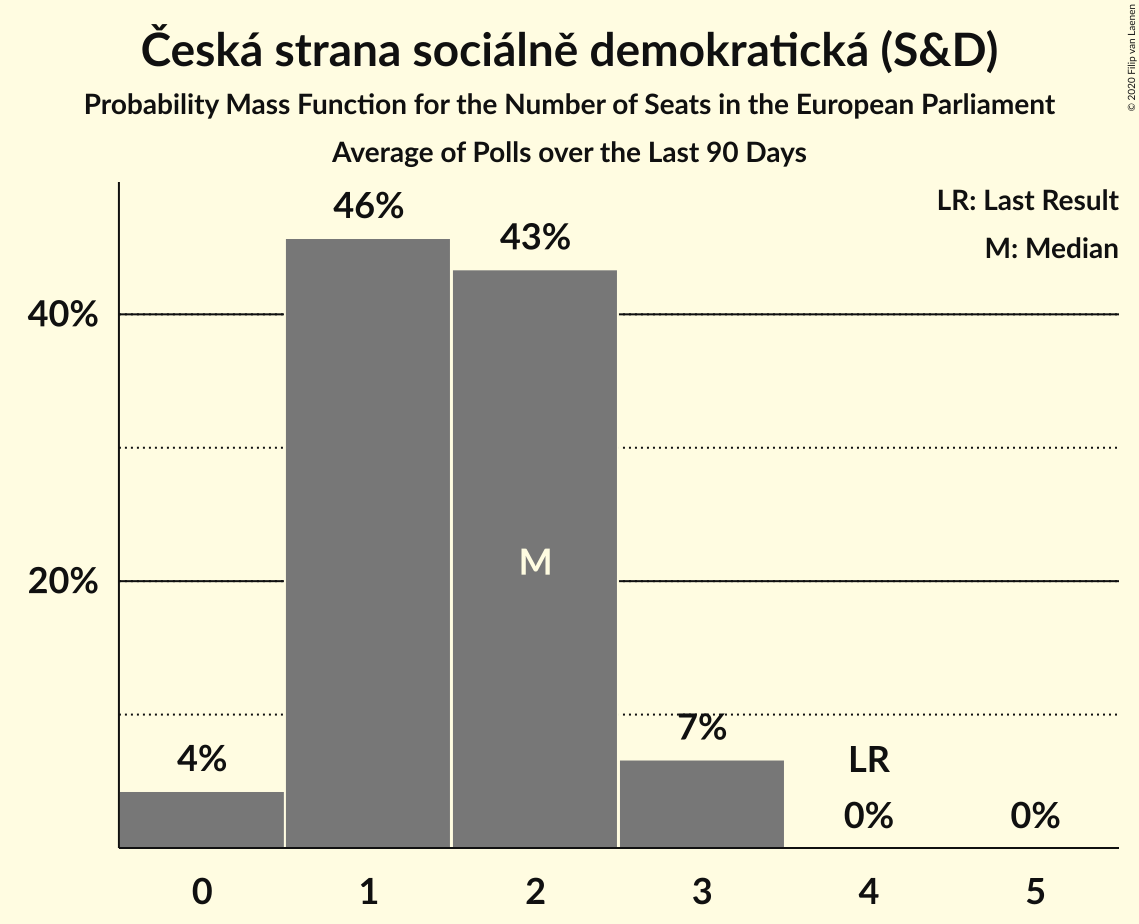 Česká strana sociálně demokratická (S&D)
Probability Mass Function for the Number of Seats in the European Parliament
Average of Polls over the Last 90 Days
© 2020 Filip van Laenen
LR: Last Result
M: Median
46%
43%
40%
M
20%
7%
4%
LR
0%
0%
0 1 2 3 4 5